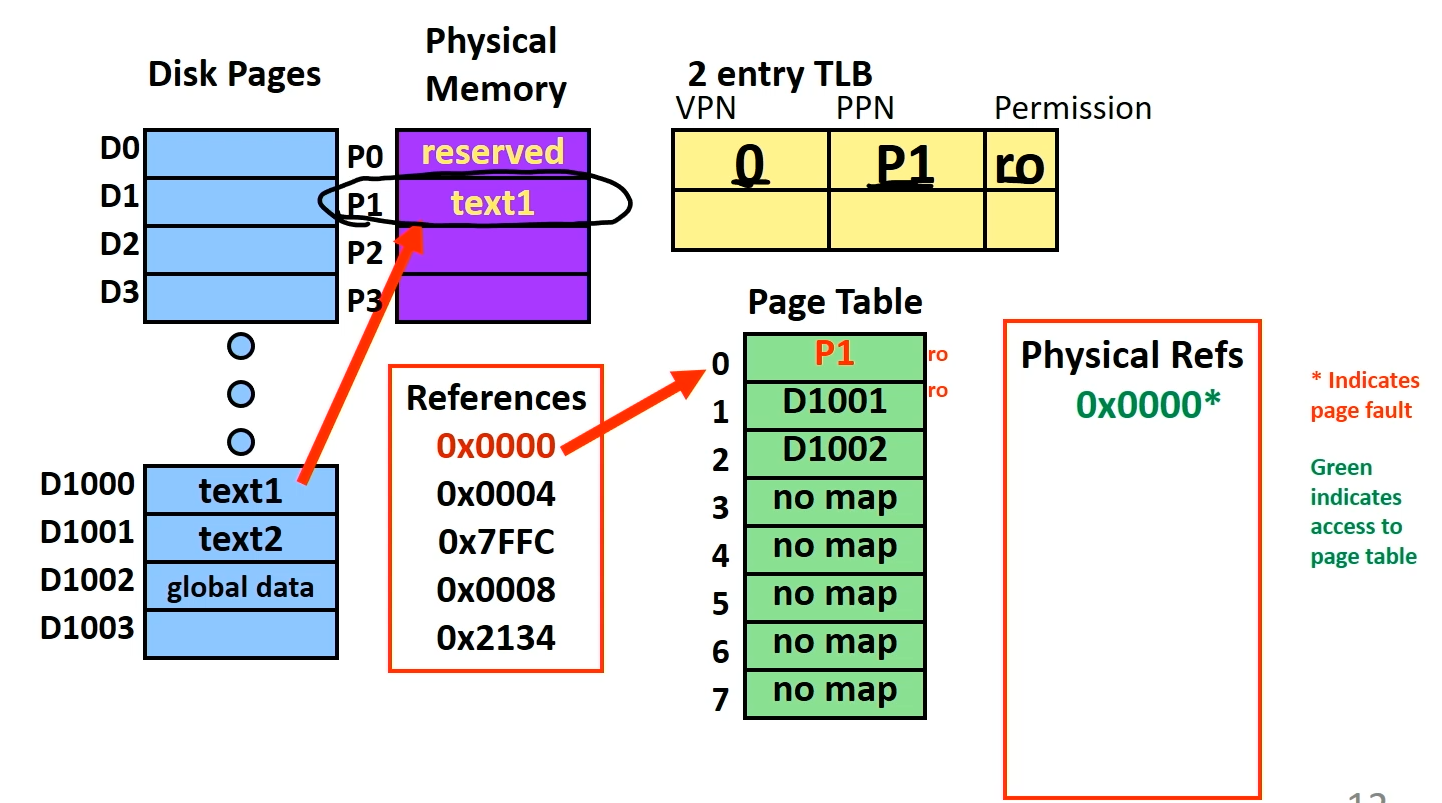 Disk Pages
D0
D1
D2
D3
D1000 text1
D1001 text2
D1002 global data
D1003
Physical
Memory
P0 reserved
P1 text1
P2
P3
2 entry TLB
VPN PPN Permission
0 P1 ro
References
0x0000
0x0004
0x7FFC
0x0008
0x2134
Page Table
0 P1 ro
1 D1001 ro
2 D1002
3 no map
4 no map
5 no map
6 no map
7 no map
Physical Refs
0x0000*
* Indicates
page fault
Green
indicates
access to
page table